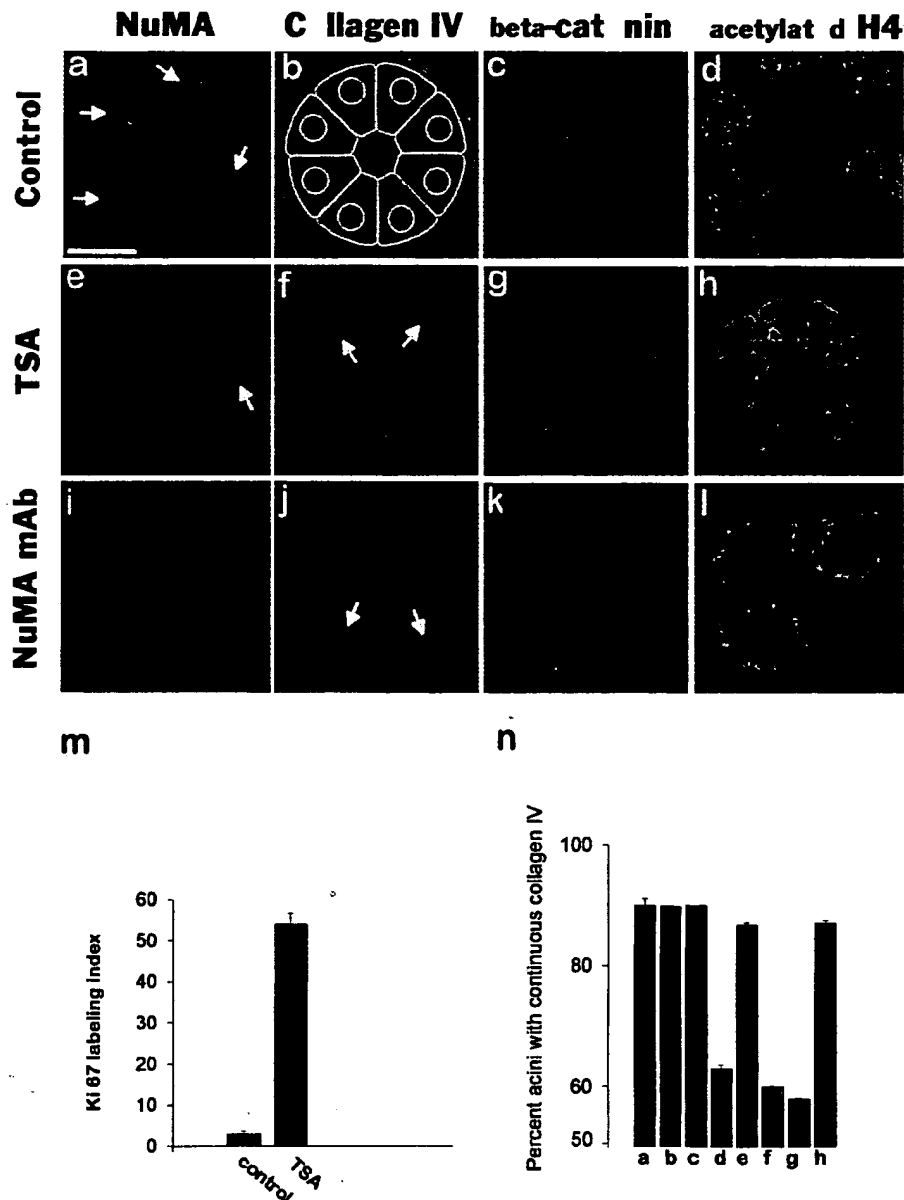 NuMA C llagen IV beta-cat nin acetylat d H4
Control
a b c d
TSA
e f g h
NuMA mAb
i j k l
m
n
Ki 67 labeling index
60
50
40
30
20
10
0
control TSA
Percent acini with continuous collagen IV
100
80
60
50
a b c d e f g h